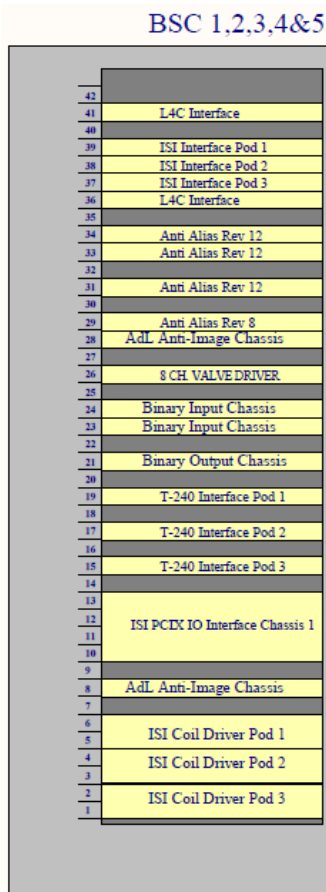 BSC 1,2,3,4&5
42
41 L4C Interface
40
39 ISI Interface Pod 1
38 ISI Interface Pod 2
37 ISI Interface Pod 3
36 L4C Interface
35
34 Anti Alias Rev 12
33 Anti Alias Rev 12
32
31 Anti Alias Rev 12
30
29 Anti Alias Rev 8
28 AdL Anti-Image Chassis
27
26 8 CH. VALVE DRIVER
25
24 Binary Input Chassis
23 Binary Input Chassis
22
21 Binary Output Chassis
20
19 T-240 Interface Pod 1
18
17 T-240 Interface Pod 2
16
15 T-240 Interface Pod 3
14
13
12
ISI PCIX IO Interface Chassis 1
11
10
9
8 AdL Anti-Image Chassis
7
6
ISI Coil Driver Pod 1
5
4
ISI Coil Driver Pod 2
3
2
ISI Coil Driver Pod 3
1